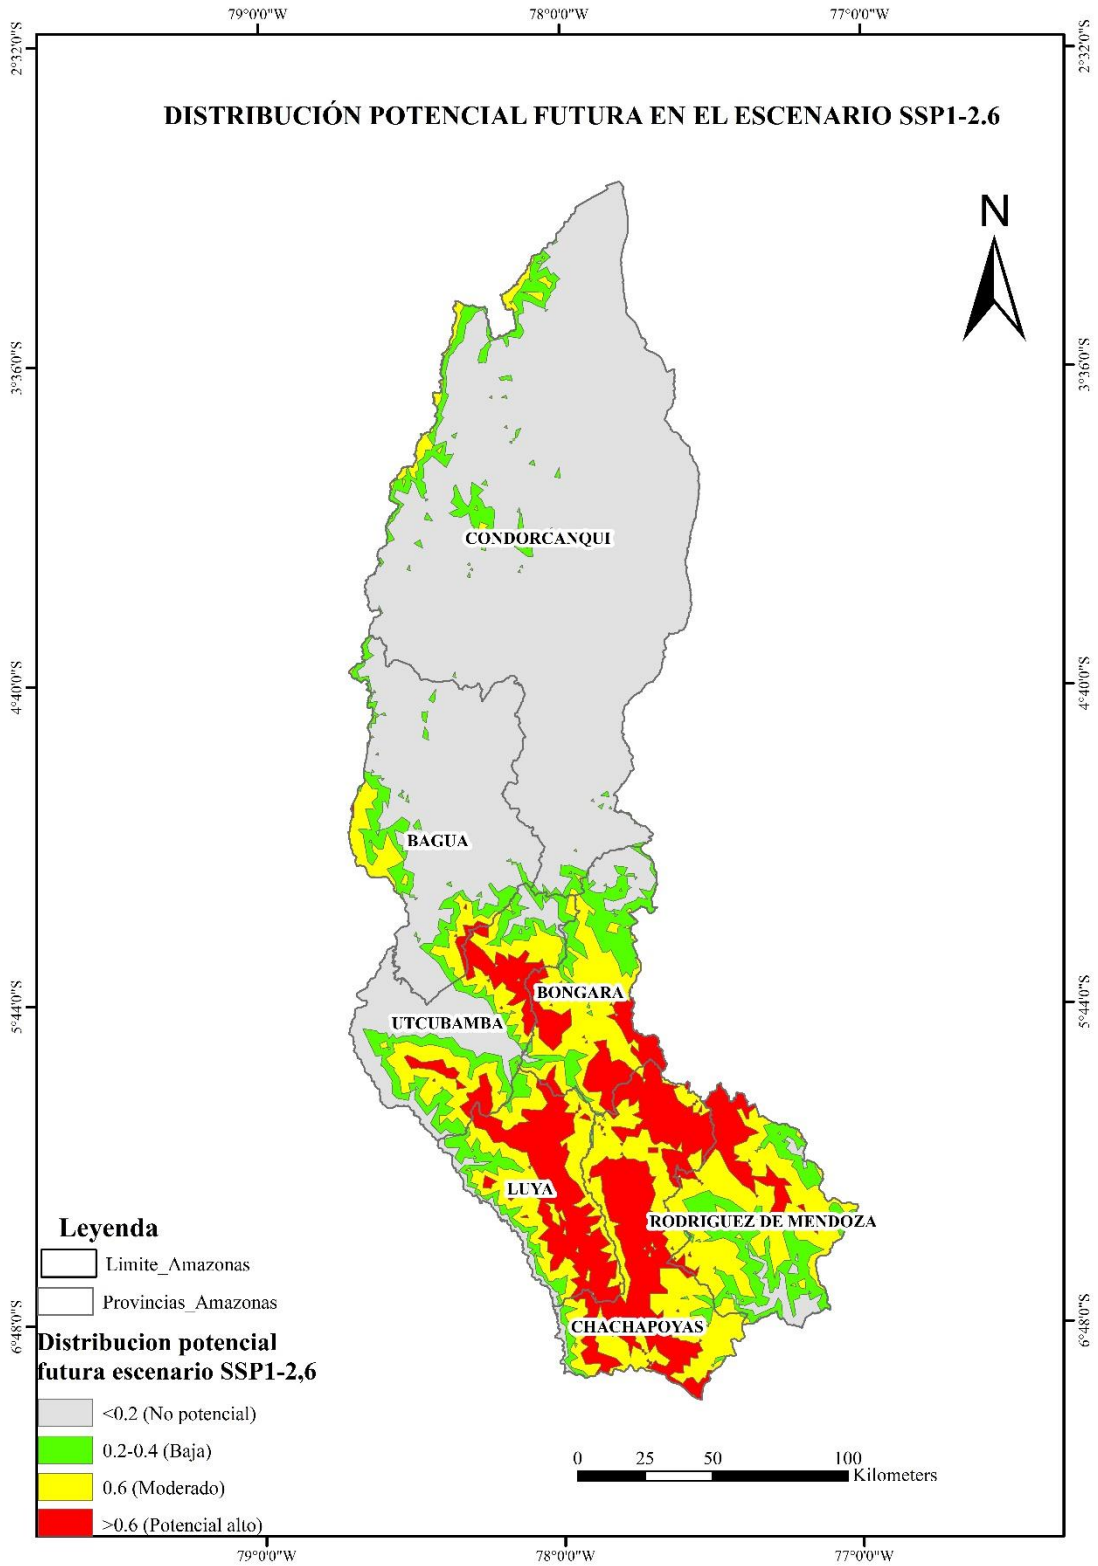 79°0'0"W
78°0'0"W
77°0'0"W
2°32'0"S
2°32'0"S
DISTRIBUCIÓN POTENCIAL FUTURA EN EL ESCENARIO SSP1-2.6
N
3°36'0"S
3°36'0"S
CONDORCANQUI
4°40'0"S
4°40'0"S
BAGUA
BONGARA
5°44'0"S
5°44'0"S
UTCUBAMBA
LUYA
RODRIGUEZ DE MENDOZA
Leyenda
Limite_Amazonas
Provincias_Amazonas
6°48'0"S
6°48'0"S
CHACHAPOYAS
Distribucion potencial
futura escenario SSP1-2,6
<0.2 (No potencial)
0.2-0.4 (Baja)
0.6 (Moderado)
>0.6 (Potencial alto)
0 25 50 100
Kilometers
79°0'0"W
78°0'0"W
77°0'0"W